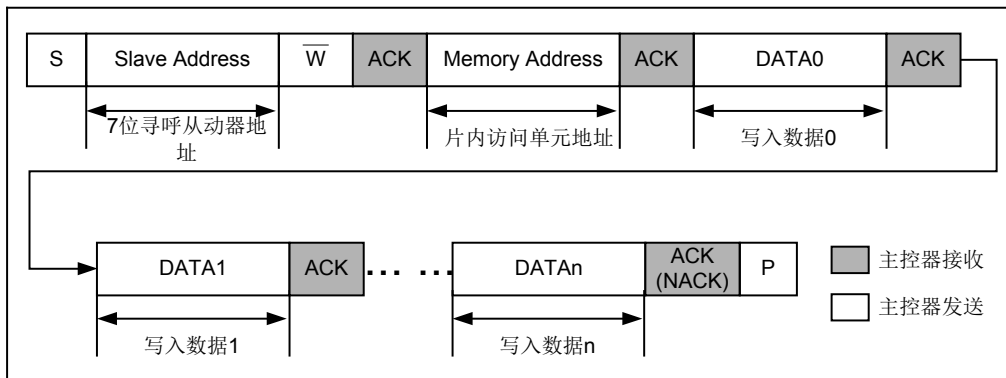 S Slave Address W ACK Memory Address ACK DATA0 ACK
7位寻呼从动器地
址
片内访问单元地址
写入数据0
DATA1 ACK ... ... DATAn ACK
(NACK) P
主控器接收
主控器发送
写入数据1
写入数据n